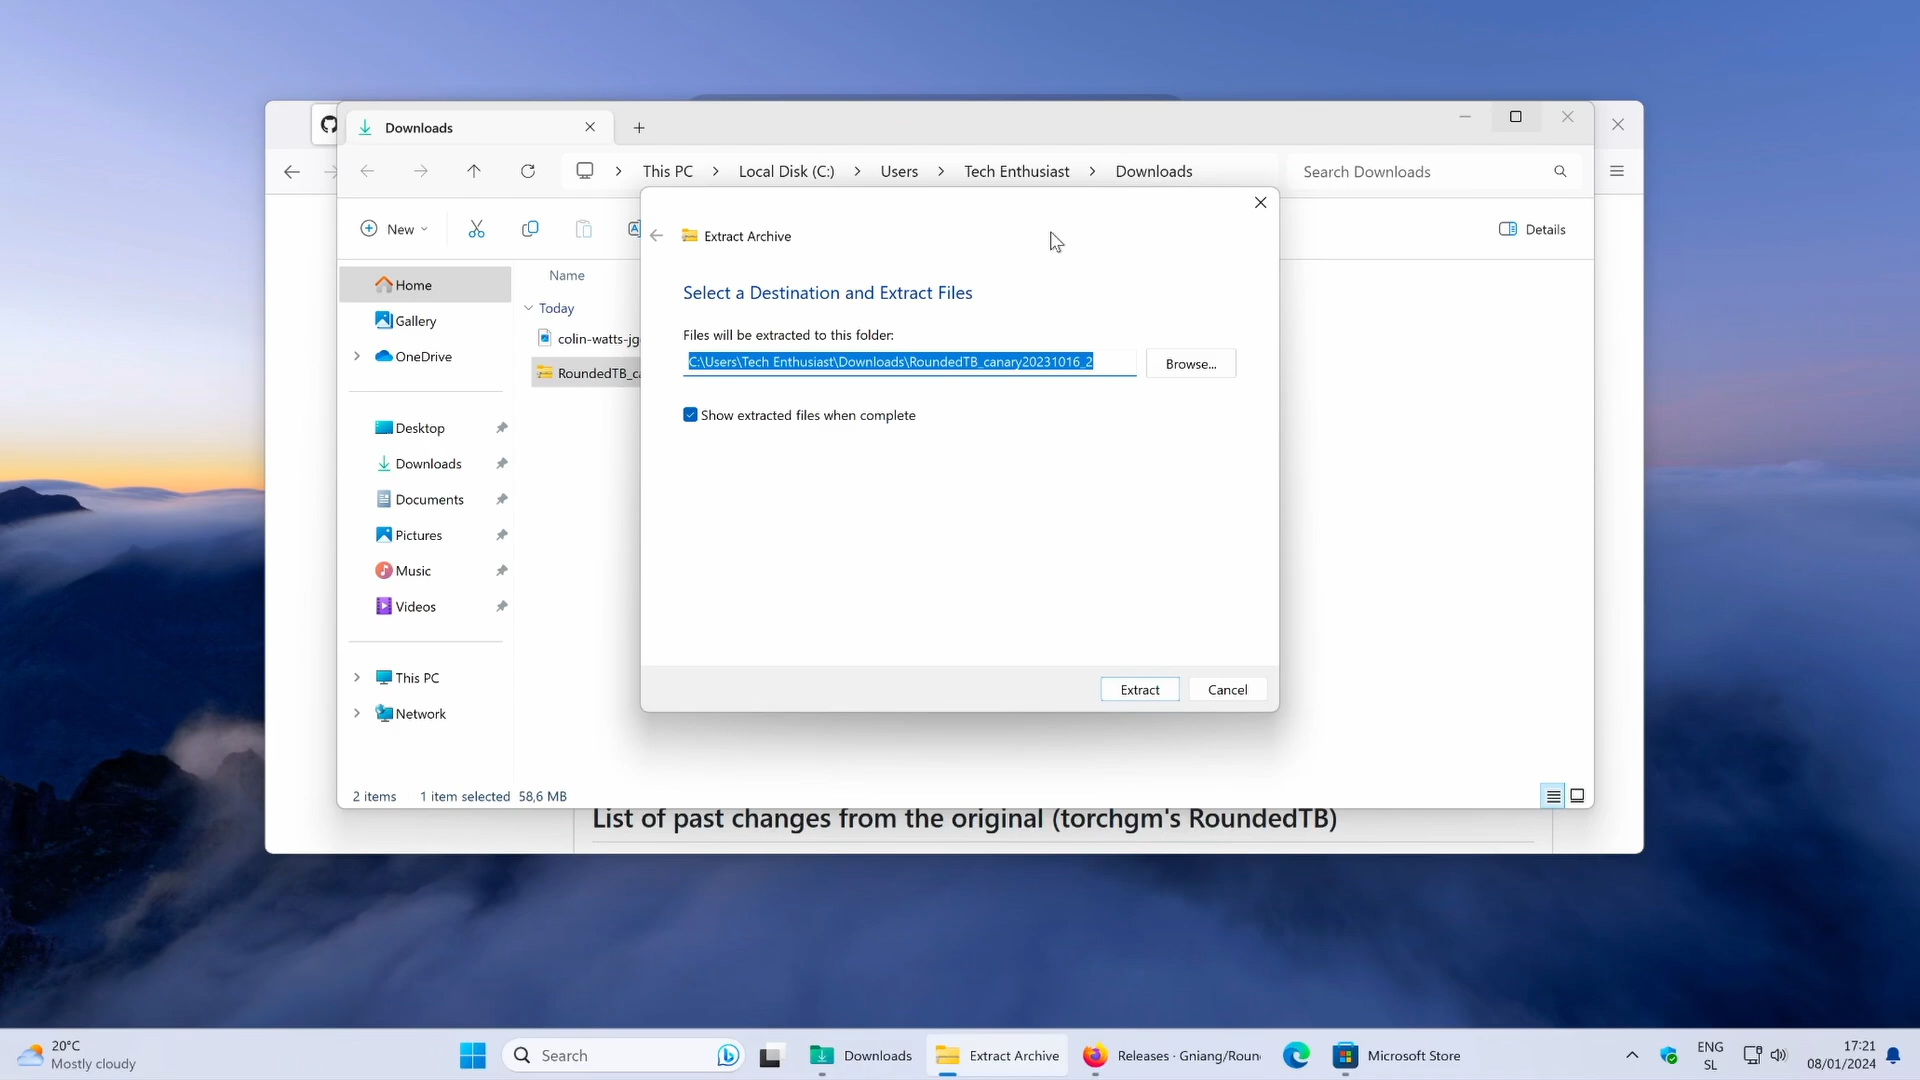 Downloads
This PC
Local Disk (C:)
Users
Tech Enthusiast
Downloads
Search Downloads
New
Details
Extract Archive
Home
Gallery
OneDrive
Desktop
Downloads
Documents
Pictures
Music
Videos
This PC
Network
Name
Today
colin-watts-jg
RoundedTB_ca
Select a Destination and Extract Files
Files will be extracted to this folder:
C:\Users\Tech Enthusiast\Downloads\RoundedTB_canary20231016_2
Browse...
Show extracted files when complete
Extract
Cancel
2 items
1 item selected 58,6 MB
List of past changes from the original (torchgm's RoundedTB)
20°C
Mostly cloudy
Search
Downloads
Extract Archive
Releases · Gniang/Roun
Microsoft Store
ENG
SL
17:21
08/01/2024